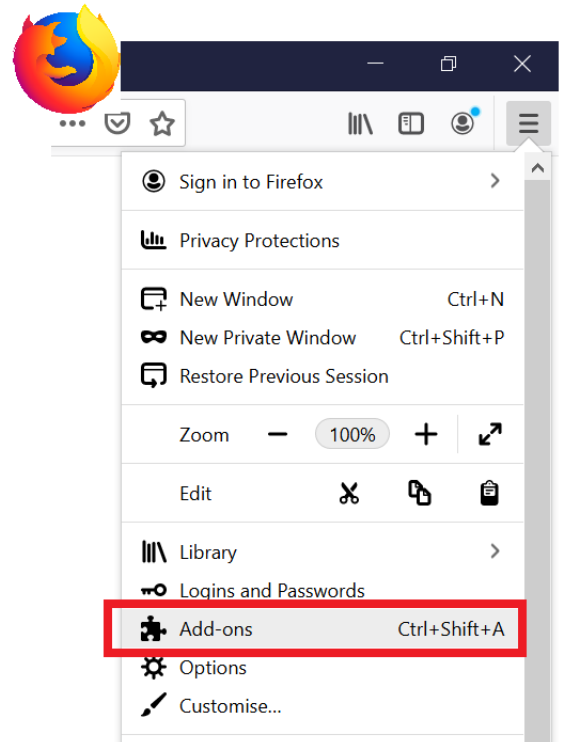 Sign in to Firefox
Privacy Protections
New Window Ctrl+N
New Private Window Ctrl+Shift+P
Restore Previous Session
Zoom 100%
Edit
Library
Logins and Passwords
Add-ons Ctrl+Shift+A
Options
Customise...